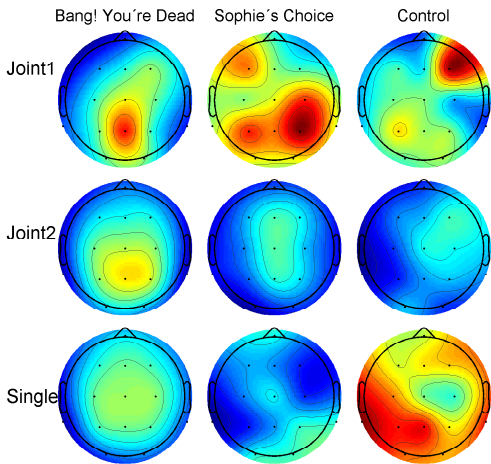 Bang! You´re Dead
Sophie´s Choice
Control
Joint1
Joint2
Single